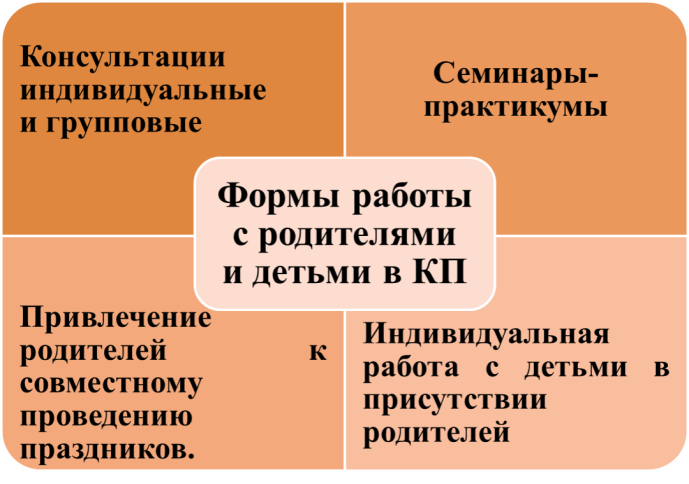 Консультации
индивидуальные
и групповые
Семинары-
практикумы
Формы работы
с родителями
и детьми в КП
Привлечение
родителей к
совместному
проведению
праздников.
Индивидуальная
работа с детьми в
присутствии
родителей